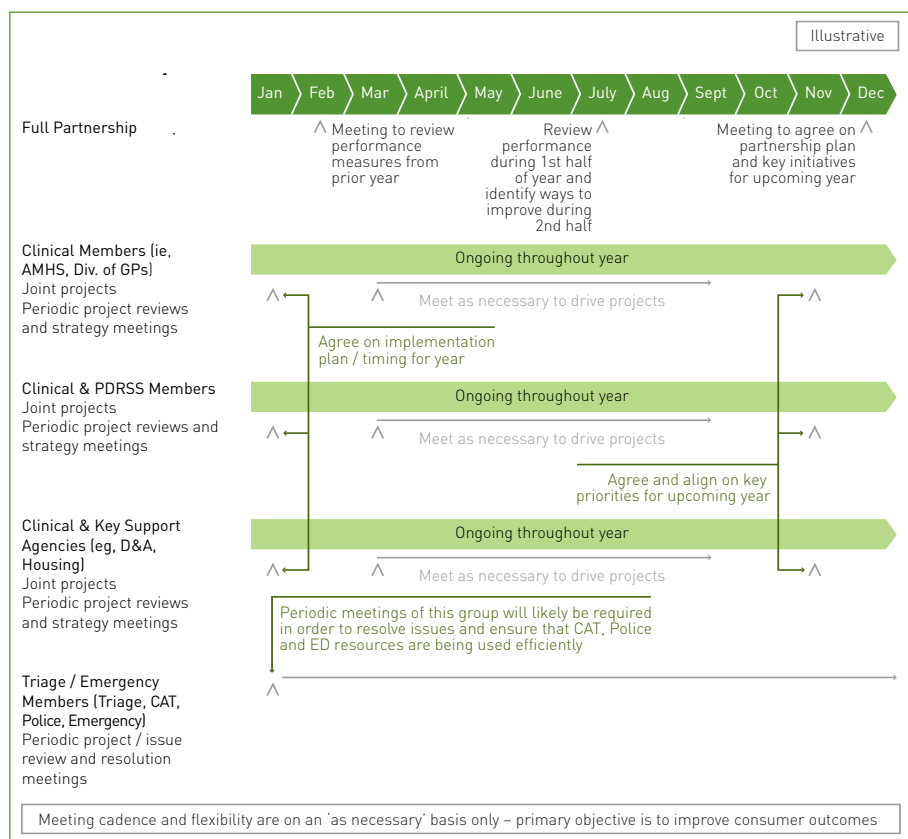 Illustrative
Jan Feb Mar April May June July Aug Sept Oct Nov Dec
Full Partnership
Meeting to review
performance
measures from
prior year
Review
performance
during 1st half
of year and
identify ways to
improve during
2nd half
Meeting to agree on
partnership plan
and key initiatives
for upcoming year
Clinical Members (ie,
AMHS, Div. of GPs)
Joint projects
Periodic project reviews
and strategy meetings
Ongoing throughout year
Meet as necessary to drive projects
Agree on implementation
plan / timing for year
Clinical & PDRSS Members
Joint projects
Periodic project reviews and
strategy meetings
Ongoing throughout year
Meet as necessary to drive projects
Agree and align on key
priorities for upcoming year
Clinical & Key Support
Agencies (eg, D&A,
Housing)
Joint projects
Periodic project reviews
and strategy meetings
Ongoing throughout year
Meet as necessary to drive projects
Periodic meetings of this group will likely be required
in order to resolve issues and ensure that CAT, Police
and ED resources are being used efficiently
Triage / Emergency
Members (Triage, CAT,
Police, Emergency)
Periodic project / issue
review and resolution
meetings
Meeting cadence and flexibility are on an 'as necessary' basis only – primary objective is to improve consumer outcomes